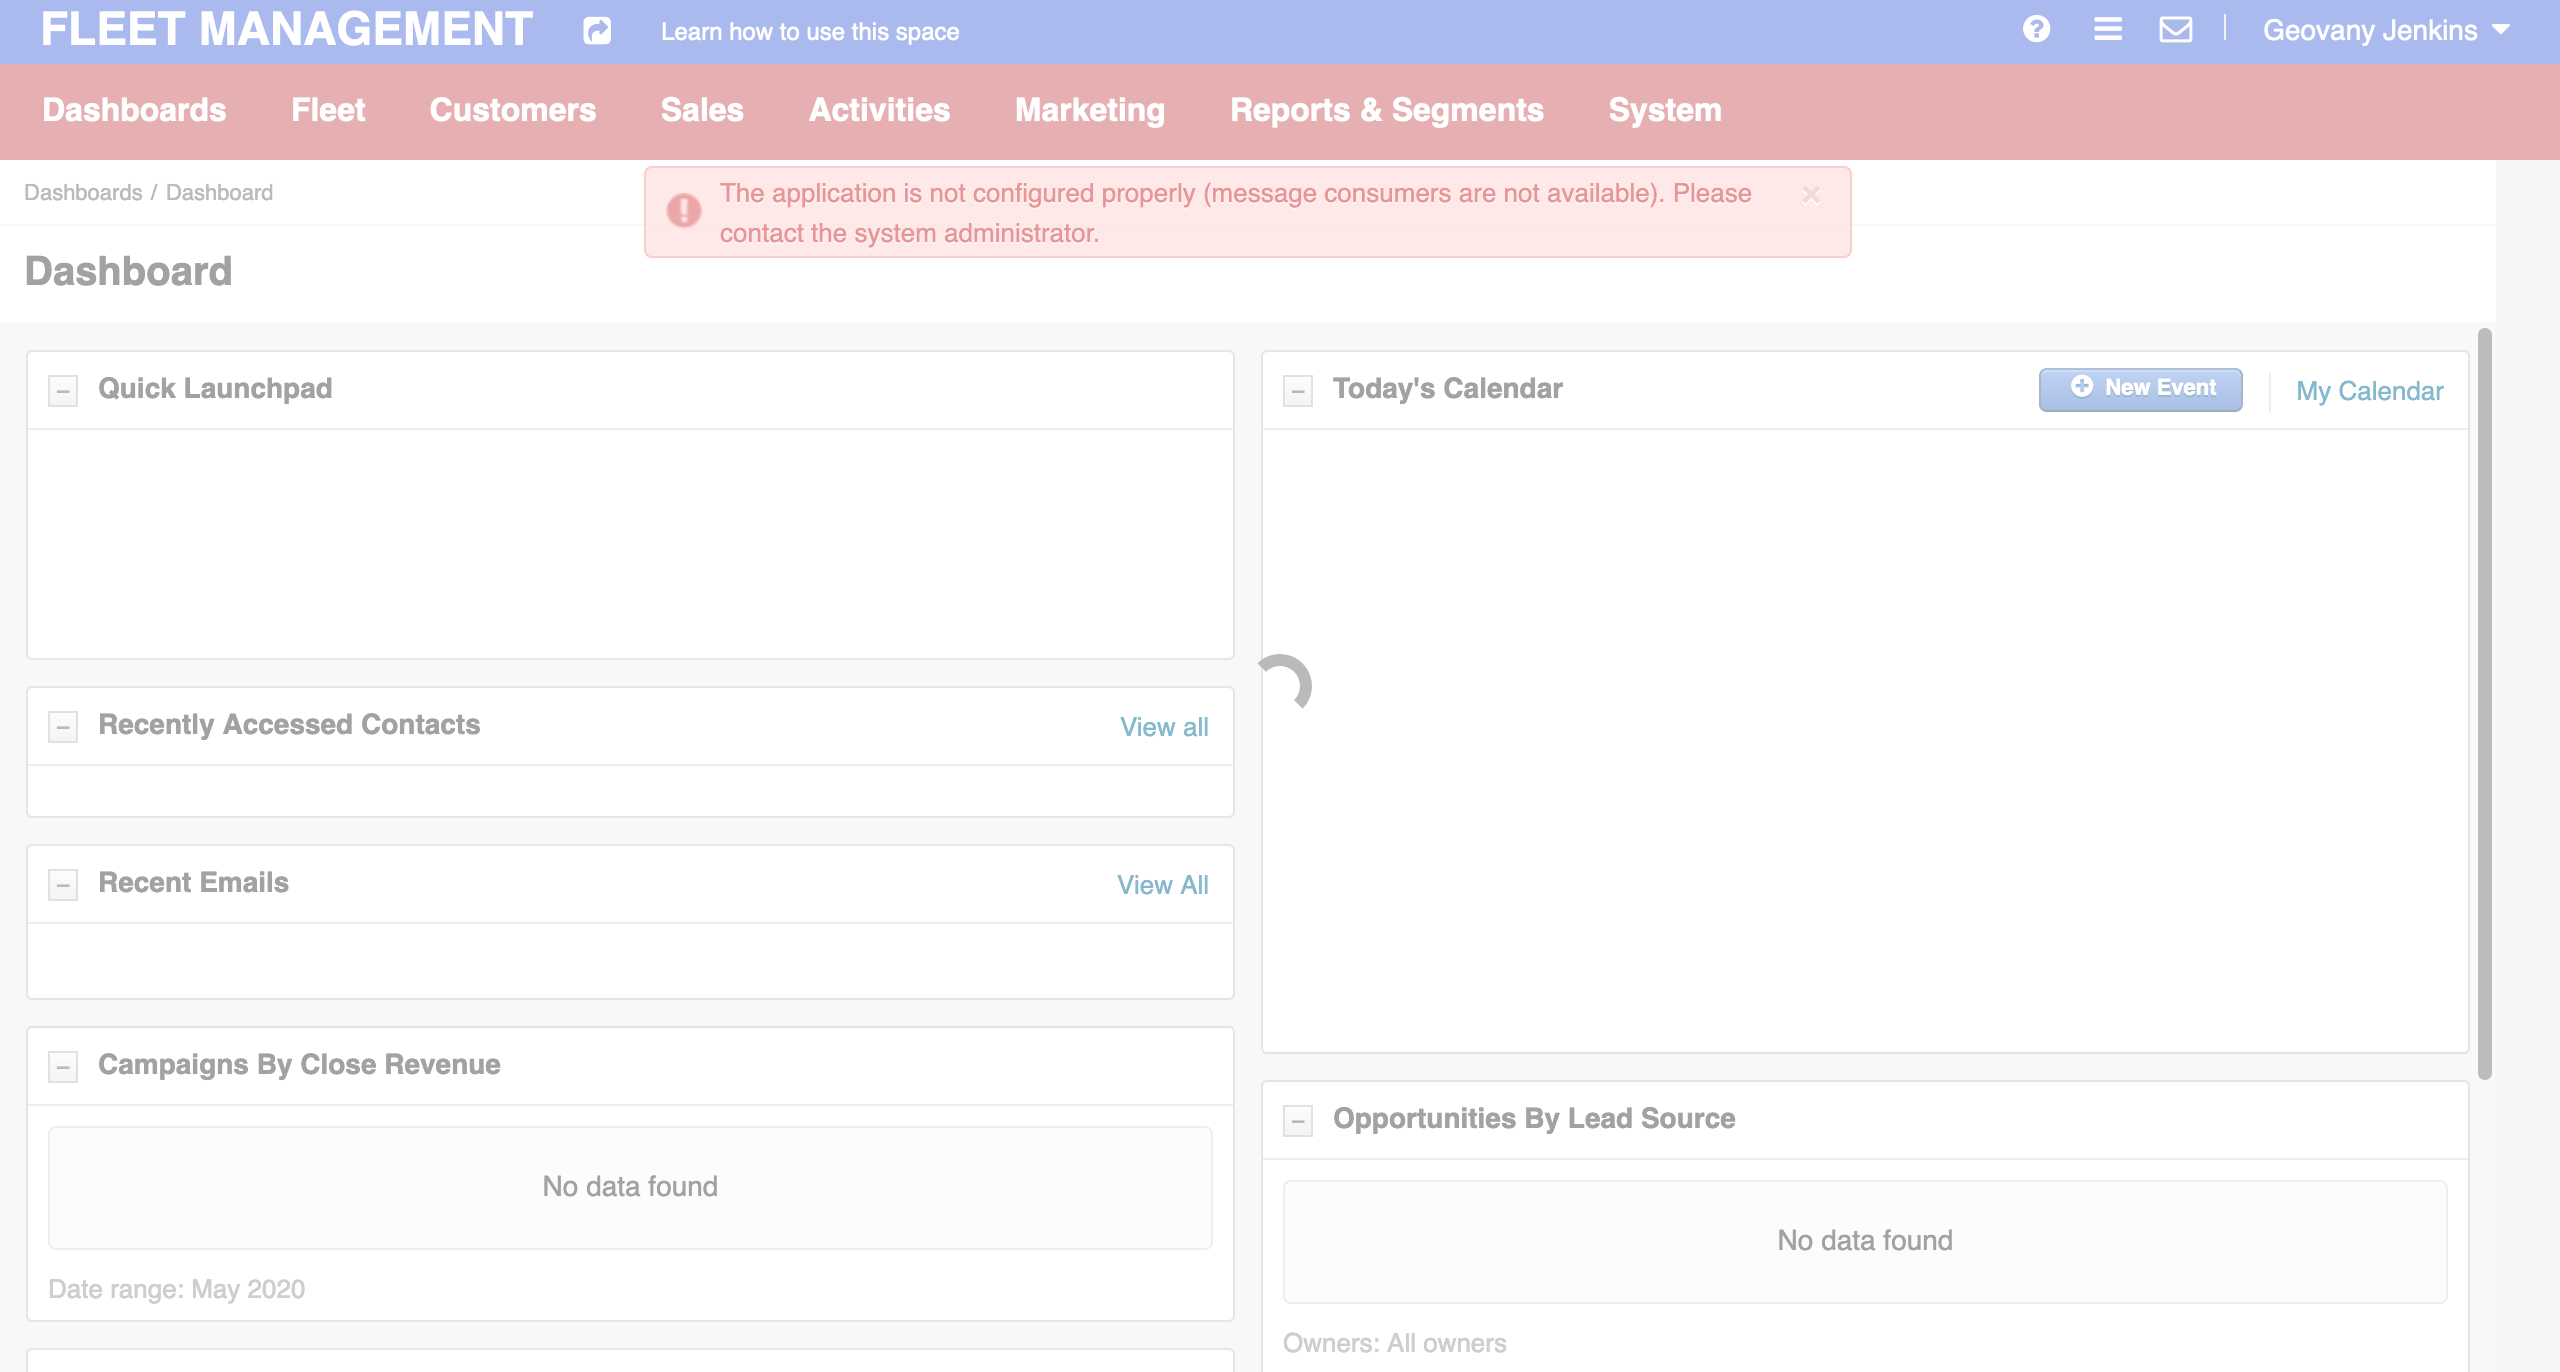 FLEET MANAGEMENT
Learn how to use this space
Geovany Jenkins
Dashboards Fleet Customers Sales Activities Marketing Reports & Segments System
Dashboards / Dashboard
The application is not configured properly (message consumers are not available). Please
contact the system administrator.
Dashboard
Quick Launchpad
Recently Accessed Contacts View all
Recent Emails View All
Campaigns By Close Revenue
No data found
Date range: May 2020
Today's Calendar New Event My Calendar
Opportunities By Lead Source
No data found
Owners: All owners